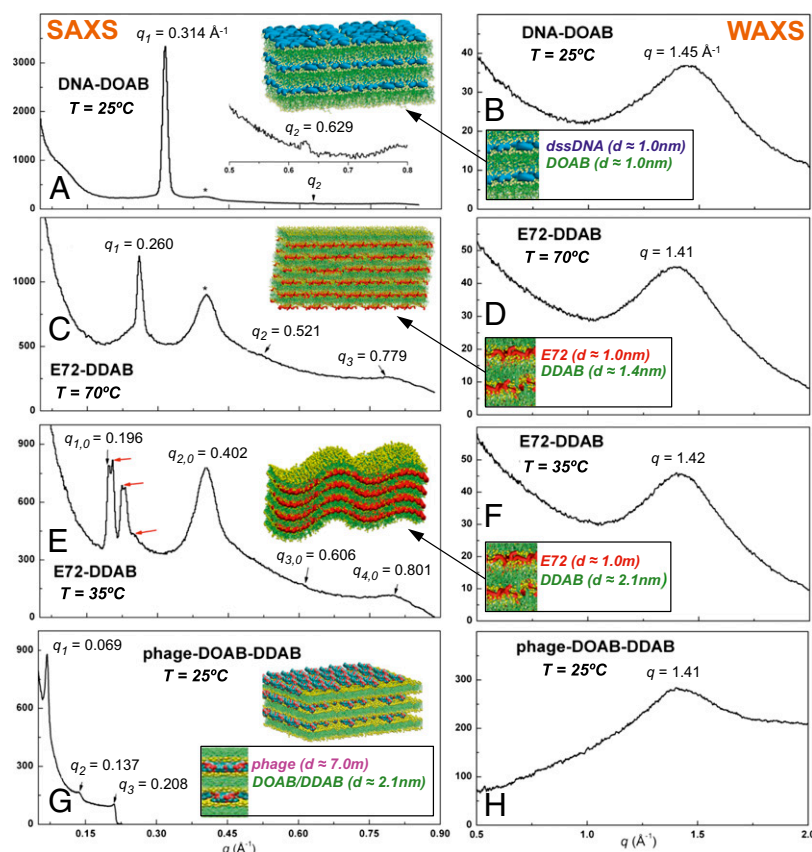 SAXS
WAXS
q1 = 0.314 Å-1
DNA-DOAB
T = 25ºC
q2 = 0.629
0.5 0.6 0.7 0.8
*
q2
3000
2000
1000
0
A
DNA-DOAB
T = 25ºC
q = 1.45 Å-1
40
30
20
10
0
B
dssDNA (d ≈ 1.0nm)
DOAB (d ≈ 1.0nm)
q1 = 0.260
*
q2 = 0.521
q3 = 0.779
1000
500
0
C
E72-DDAB
T = 70ºC
E72-DDAB
T = 70ºC
q = 1.41
50
40
30
20
10
0
D
E72 (d ≈ 1.0nm)
DDAB (d ≈ 1.4nm)
q1,0 = 0.196
q2,0 = 0.402
q3,0 = 0.606
q4,0 = 0.801
900
600
300
0
E
E72-DDAB
T = 35ºC
E72-DDAB
T = 35ºC
q = 1.42
50
40
30
20
10
0
F
E72 (d ≈ 1.0m)
DDAB (d ≈ 2.1nm)
q1 = 0.069
phage-DOAB-DDAB
T = 25ºC
q2 = 0.137
q3 = 0.208
900
600
300
0
G
phage (d ≈ 7.0m)
DOAB/DDAB (d ≈ 2.1nm)
0.15 0.30 0.45 0.60 0.75 0.90
q (Å-1)
phage-DOAB-DDAB
T = 25ºC
q = 1.41
300
200
100
0
H
0.5 1.0 1.5 2.0
q (Å-1)